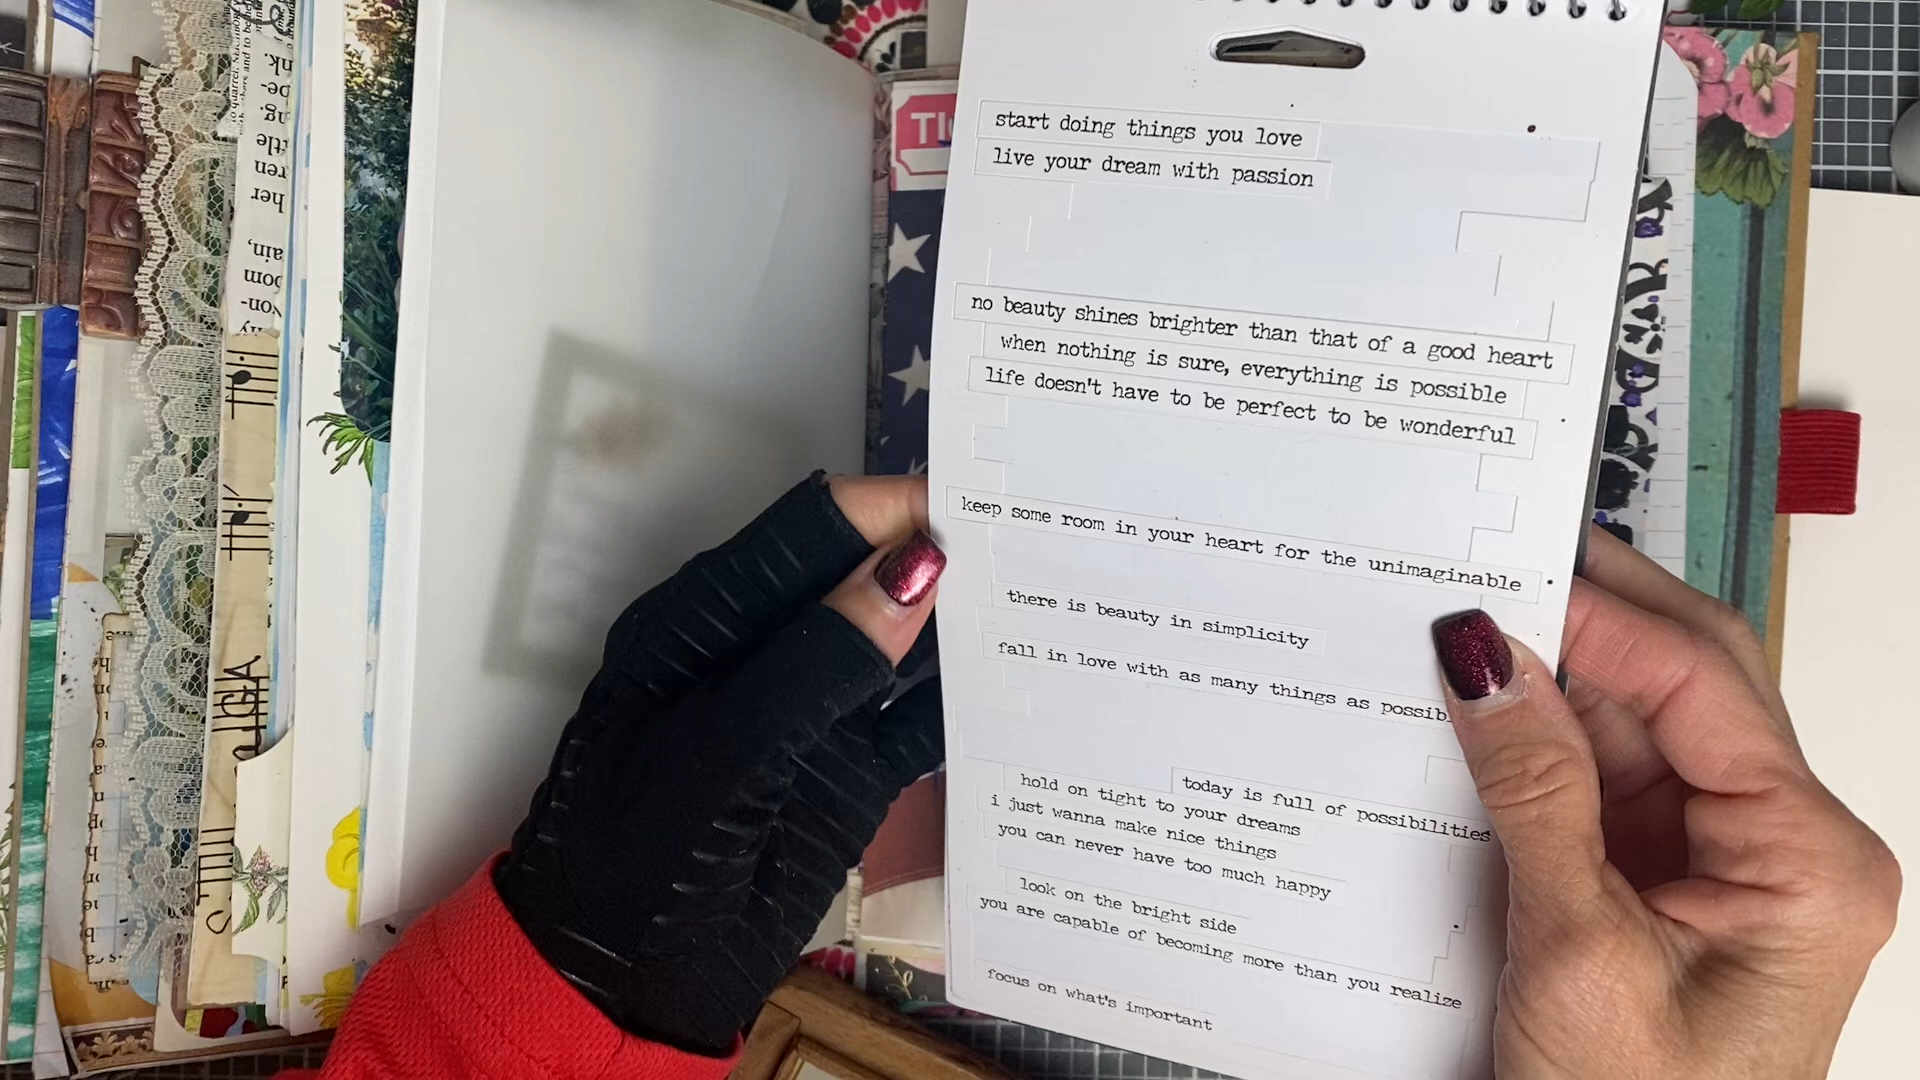 start doing things you love
live your dream with passion
no beauty shines brighter than that of a good heart
when nothing is sure, everything is possible
life doesn't have to be perfect to be wonderful
keep some room in your heart for the unimaginable
there is beauty in simplicity
fall in love with as many things as
today is full of possibilities
hold on tight to your dreams
i just wanna make nice things
you can never have too much happy
look on the bright side
you are capable of becoming more than you realize
focus on what's important